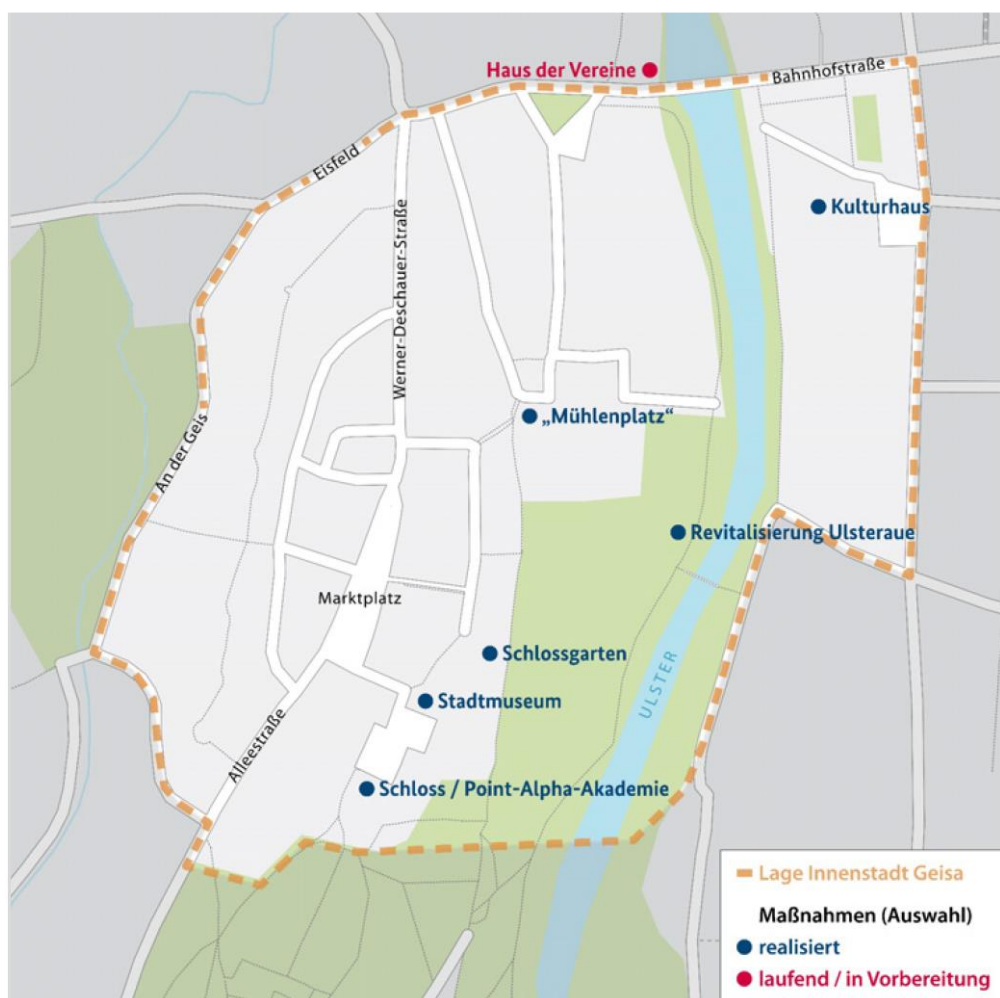 Haus der Vereine
Bahnhofstraße
Eisfeld
Werner-Deschauer-Straße
Kulturhaus
An der Geis
„Mühlenplatz“
Revitalisierung Ulsteraue
Marktplatz
Schlossgarten
ULSTER
Stadtmuseum
Alleestraße
Schloss / Point-Alpha-Akademie
Lage Innenstadt Geisa
Maßnahmen (Auswahl)
realisiert
laufend / in Vorbereitung